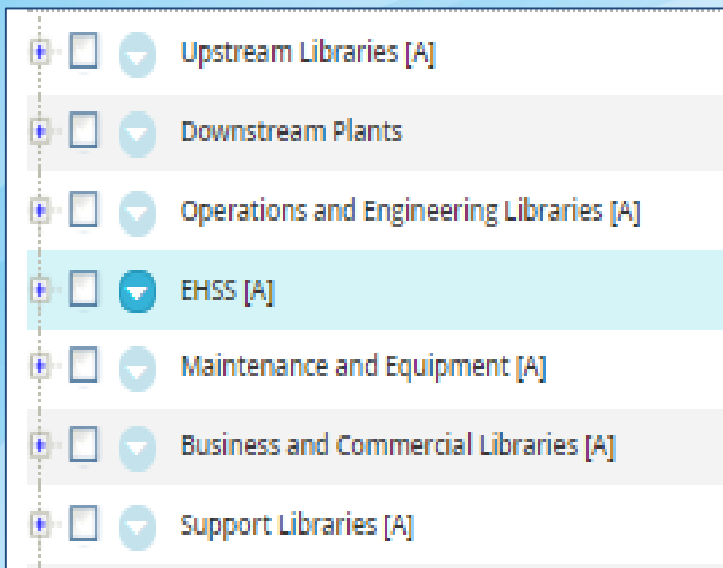 Upstream Libraries [A]
Downstream Plants
Operations and Engineering Libraries [A]
EHSS [A]
Maintenance and Equipment [A]
Business and Commercial Libraries [A]
Support Libraries [A]